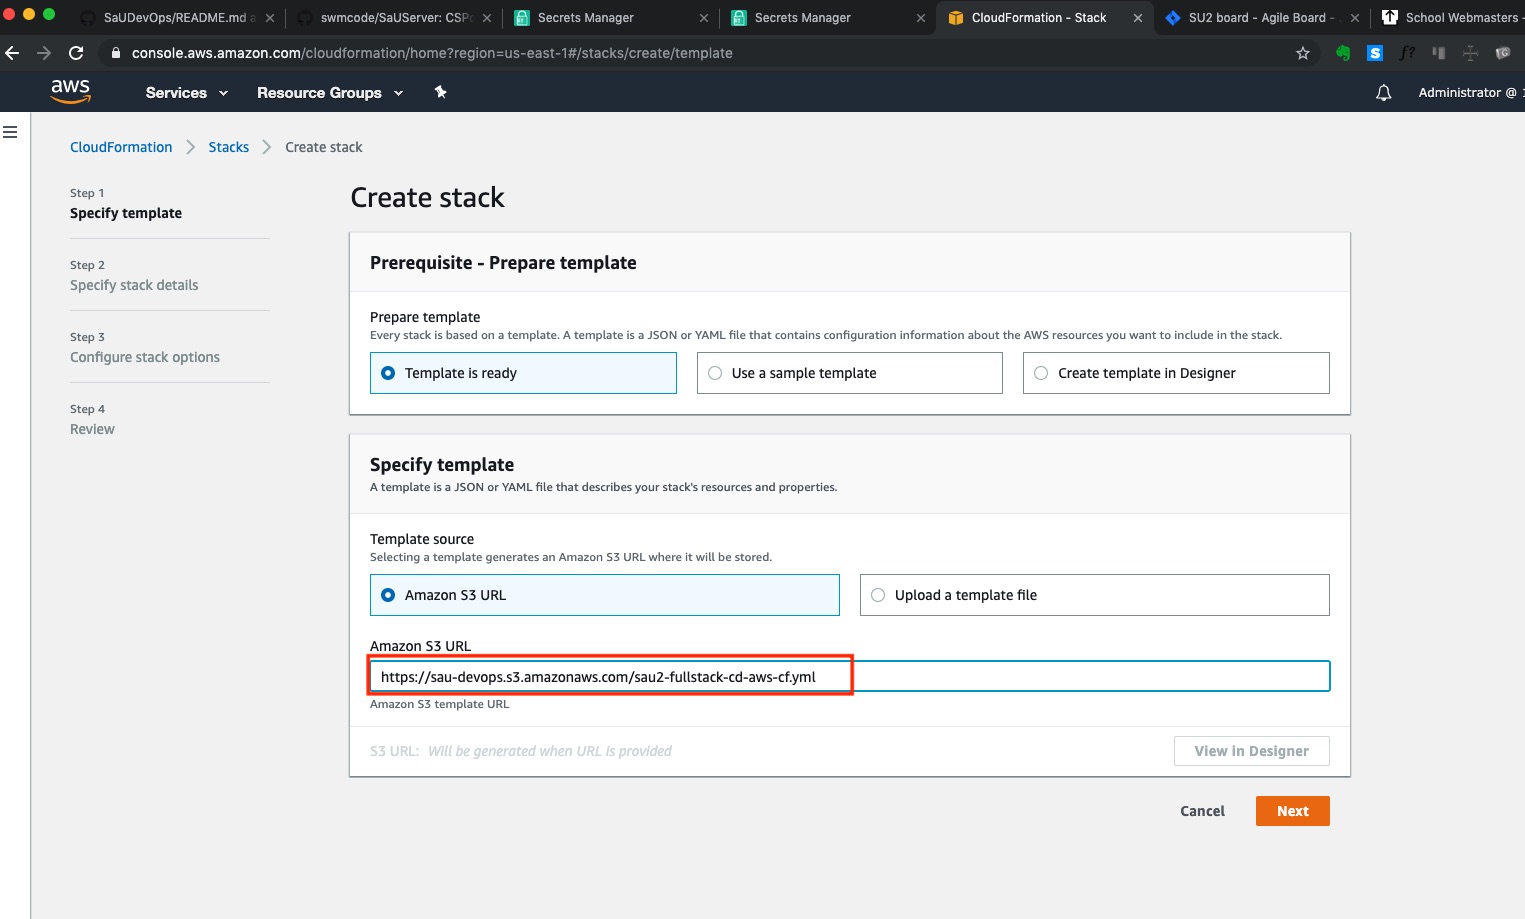 SaUDevOps/README.md a
swmcode/SaUServer: CSP
Secrets Manager
Secrets Manager
CloudFormation - Stack
SU2 board - Agile Board -
School Webmasters -
console.aws.amazon.com/cloudformation/home?region=us-east-1#/stacks/create/template
aws
Services
Resource Groups
Administrator @
CloudFormation
Stacks
Create stack
Step 1
Specify template
Step 2
Specify stack details
Step 3
Configure stack options
Step 4
Review
Create stack
Prerequisite - Prepare template
Prepare template
Every stack is based on a template. A template is a JSON or YAML file that contains configuration information about the AWS resources you want to include in the stack.
Template is ready
Use a sample template
Create template in Designer
Specify template
A template is a JSON or YAML file that describes your stack's resources and properties.
Template source
Selecting a template generates an Amazon S3 URL where it will be stored.
Amazon S3 URL
Upload a template file
Amazon S3 URL
https://sau-devops.s3.amazonaws.com/sau2-fullstack-cd-aws-cf.yml
Amazon S3 template URL
S3 URL: Will be generated when URL is provided
View in Designer
Cancel
Next